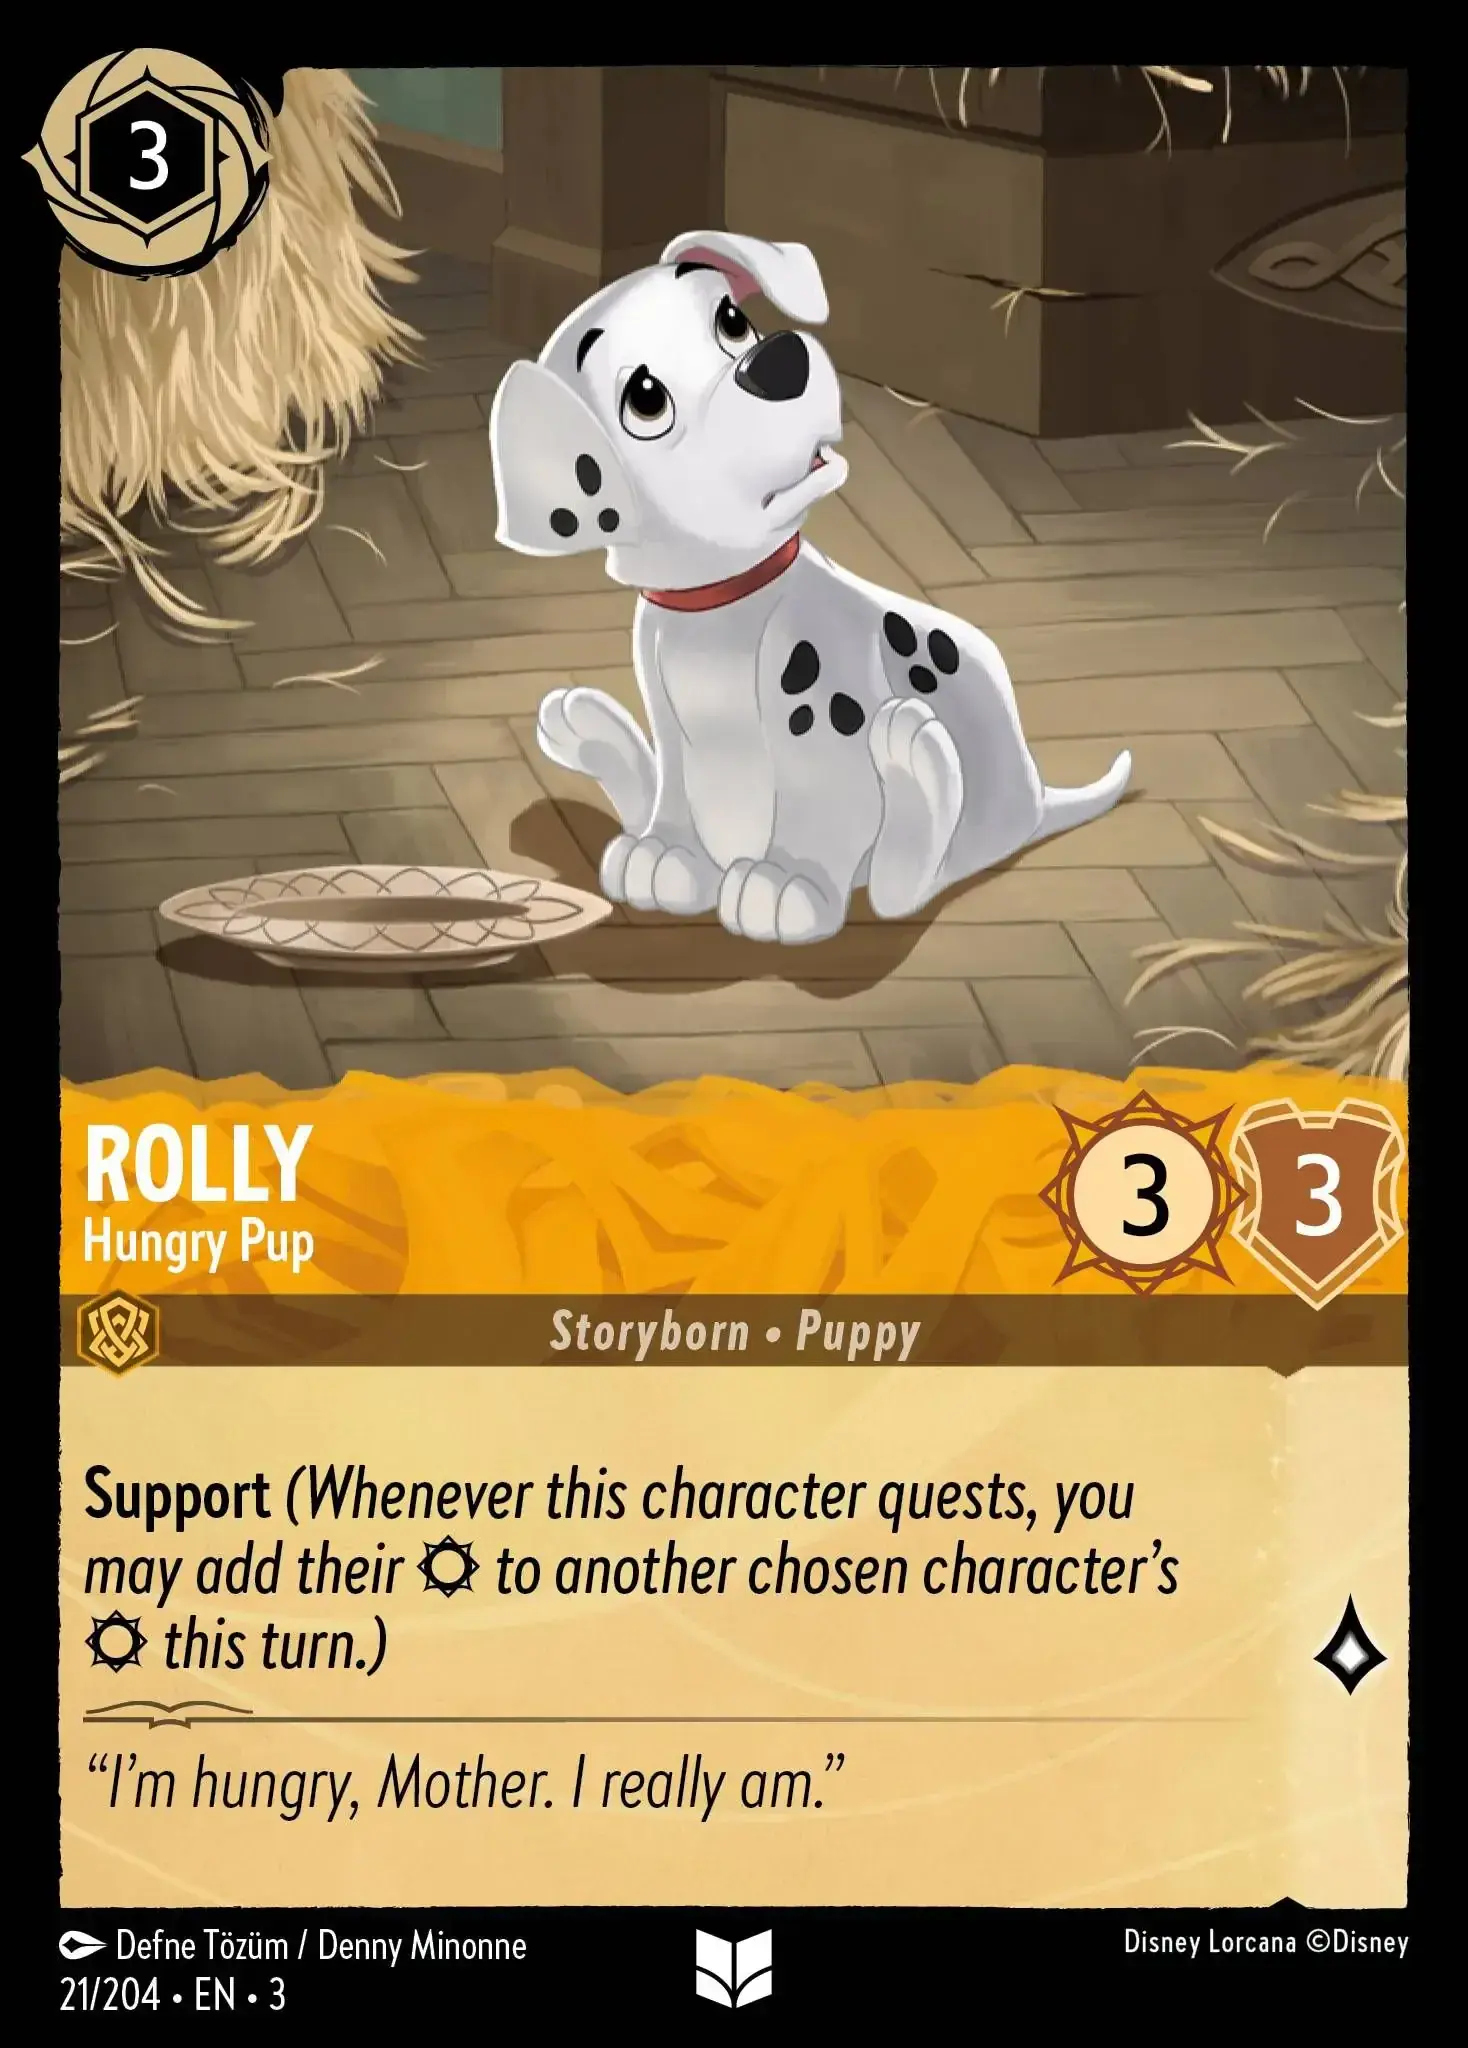 3
ROLLY
Hungry Pup
3
3
Storyborn • Puppy
Support (Whenever this character quests, you
may add their to another chosen character’s
this turn.)
“I’m hungry, Mother. I really am.”
Defne Tözüm / Denny Minonne
21/204 • EN • 3
Disney Lorcana ©Disney